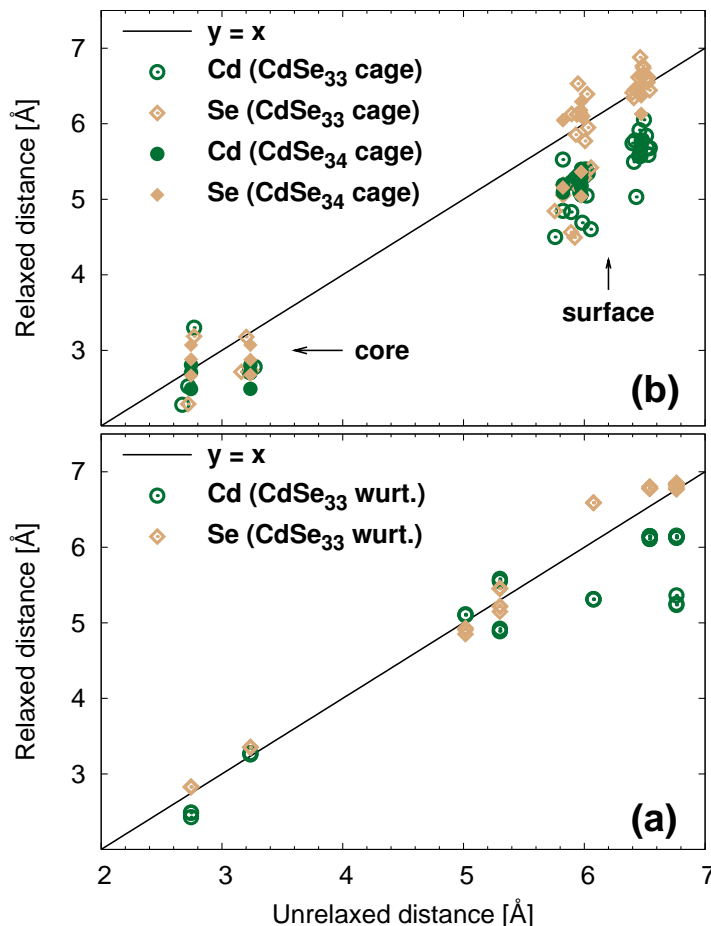 7
6
5
4
3
Relaxed distance [Å]
y = x
Cd (CdSe33 cage)
Se (CdSe33 cage)
Cd (CdSe34 cage)
Se (CdSe34 cage)
surface
core
(b)
7
6
5
4
3
Relaxed distance [Å]
y = x
Cd (CdSe33 wurt.)
Se (CdSe33 wurt.)
(a)
2 3 4 5 6 7
Unrelaxed distance [Å]